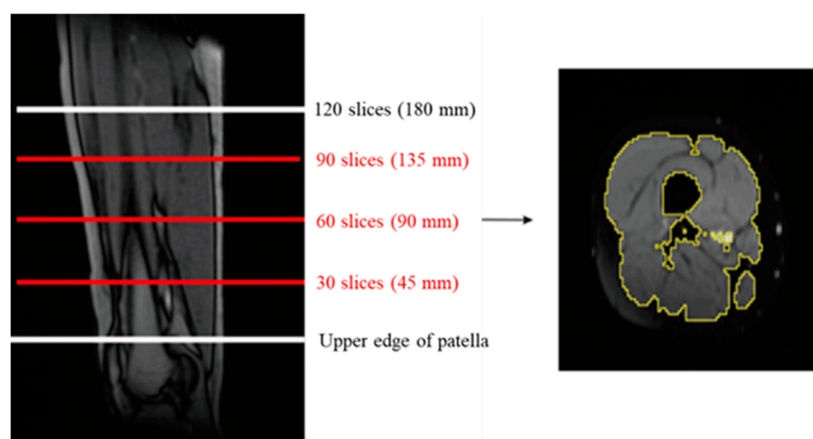 120 slices (180 mm)
90 slices (135 mm)
60 slices (90 mm)
30 slices (45 mm)
Upper edge of patella